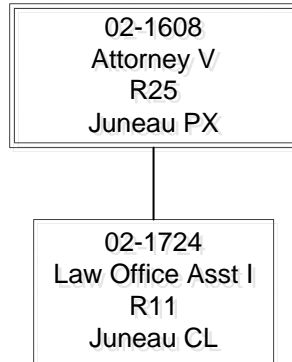 02-1608
Attorney V
R25
Juneau PX
02-1724
Law Office Asst I
R11
Juneau CL